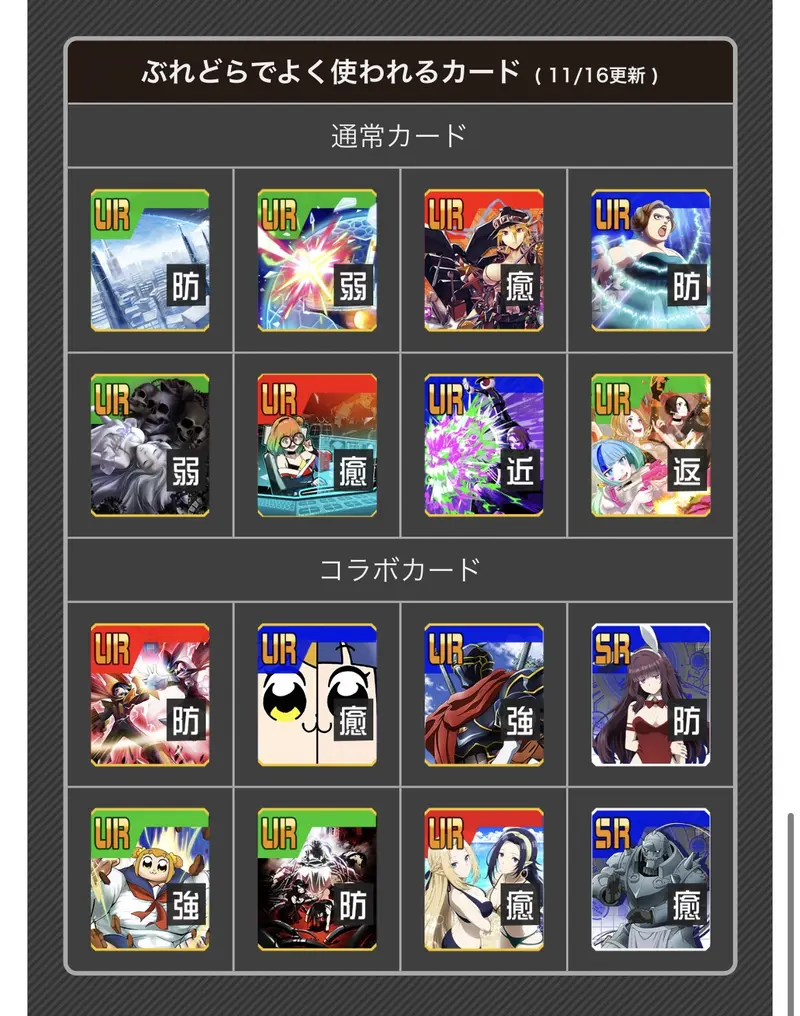 ぶれどらでよく使われるカード ( 11/16更新 )
通常カード
UR UR UR UR
防 弱 癒 防
UR UR UR UR
弱 癒 近 返
コラボカード
UR UR UR SR
防 癒 強 防
UR UR UR SR
強 防 癒 癒